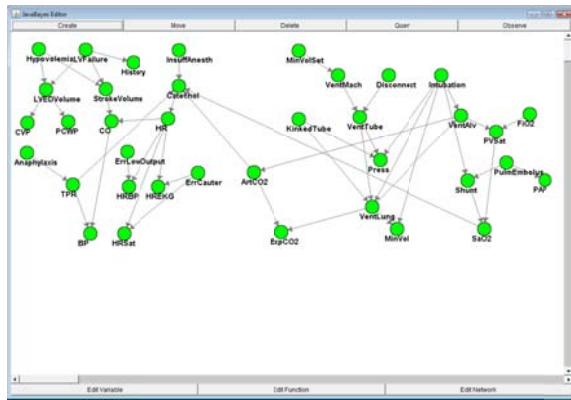 JavaBayes Editor
Create Move Delete Quer Observe
Hypovolemia LVFailure
History
InsuffAnesth
MinVolSet
LVEDVolume StrokeVolume
CateChol
VentMach Disconnect Intubation
CVP PCWP CO HR
KinkedTube VentTube VentAlv FiO2
PVSat
Anaphylaxis ErrLowOutput
Press
TPR HRBP HREKG ErrCauter
ArtCO2
Shunt PulmEmbolus PAP
VentLung
BP HRSat ExpCO2 MinVol SaO2
Edit Variable Edit Function Edit Network